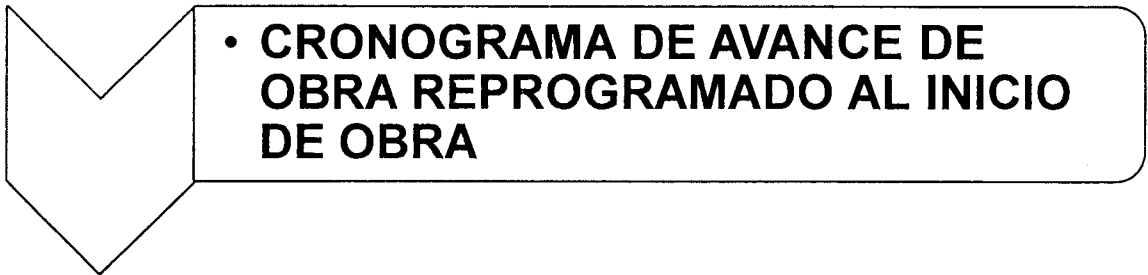 • CRONOGRAMA DE AVANCE DE
OBRA REPROGRAMADO AL INICIO
DE OBRA